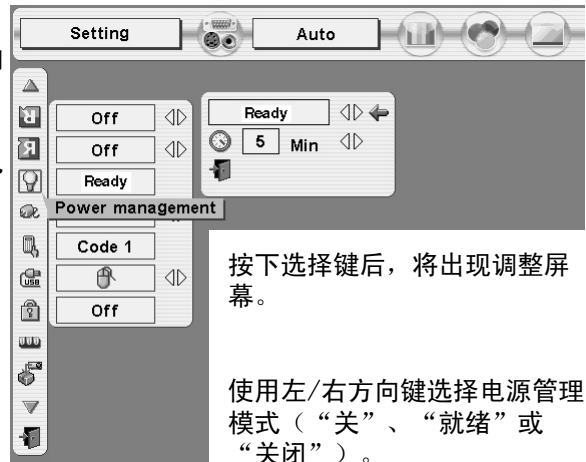 Setting
Auto
Off
Off
Ready
Power management
Code 1
Off
Ready
5 Min
USB
按下选择键后，将出现调整屏
幕。
使用左/右方向键选择电源管理
模式（“关”、“就绪”或
“关闭”）。